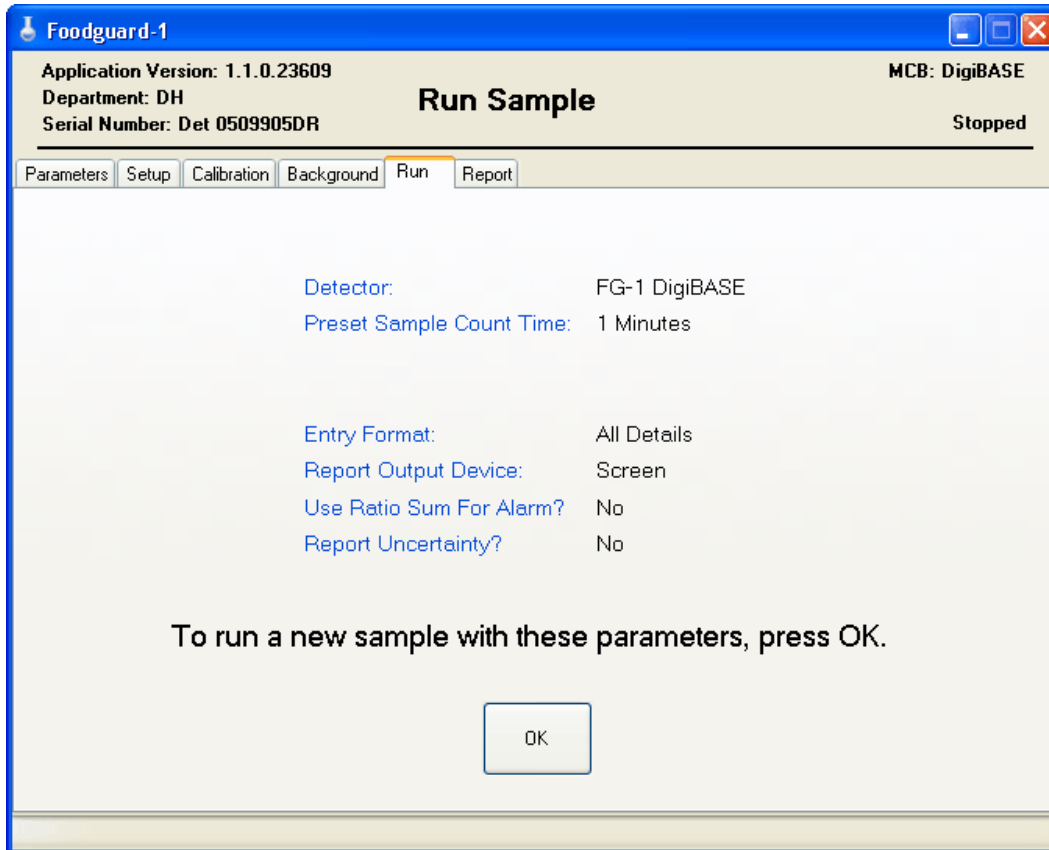 Foodguard-1
Application Version: 1.1.0.23609
Department: DH
Serial Number: Det 0509905DR
Run Sample
MCB: DigiBASE
Stopped
Parameters Setup Calibration Background Run Report
Detector: FG-1 DigiBASE
Preset Sample Count Time: 1 Minutes
Entry Format: All Details
Report Output Device: Screen
Use Ratio Sum For Alarm? No
Report Uncertainty? No
To run a new sample with these parameters, press OK.
OK